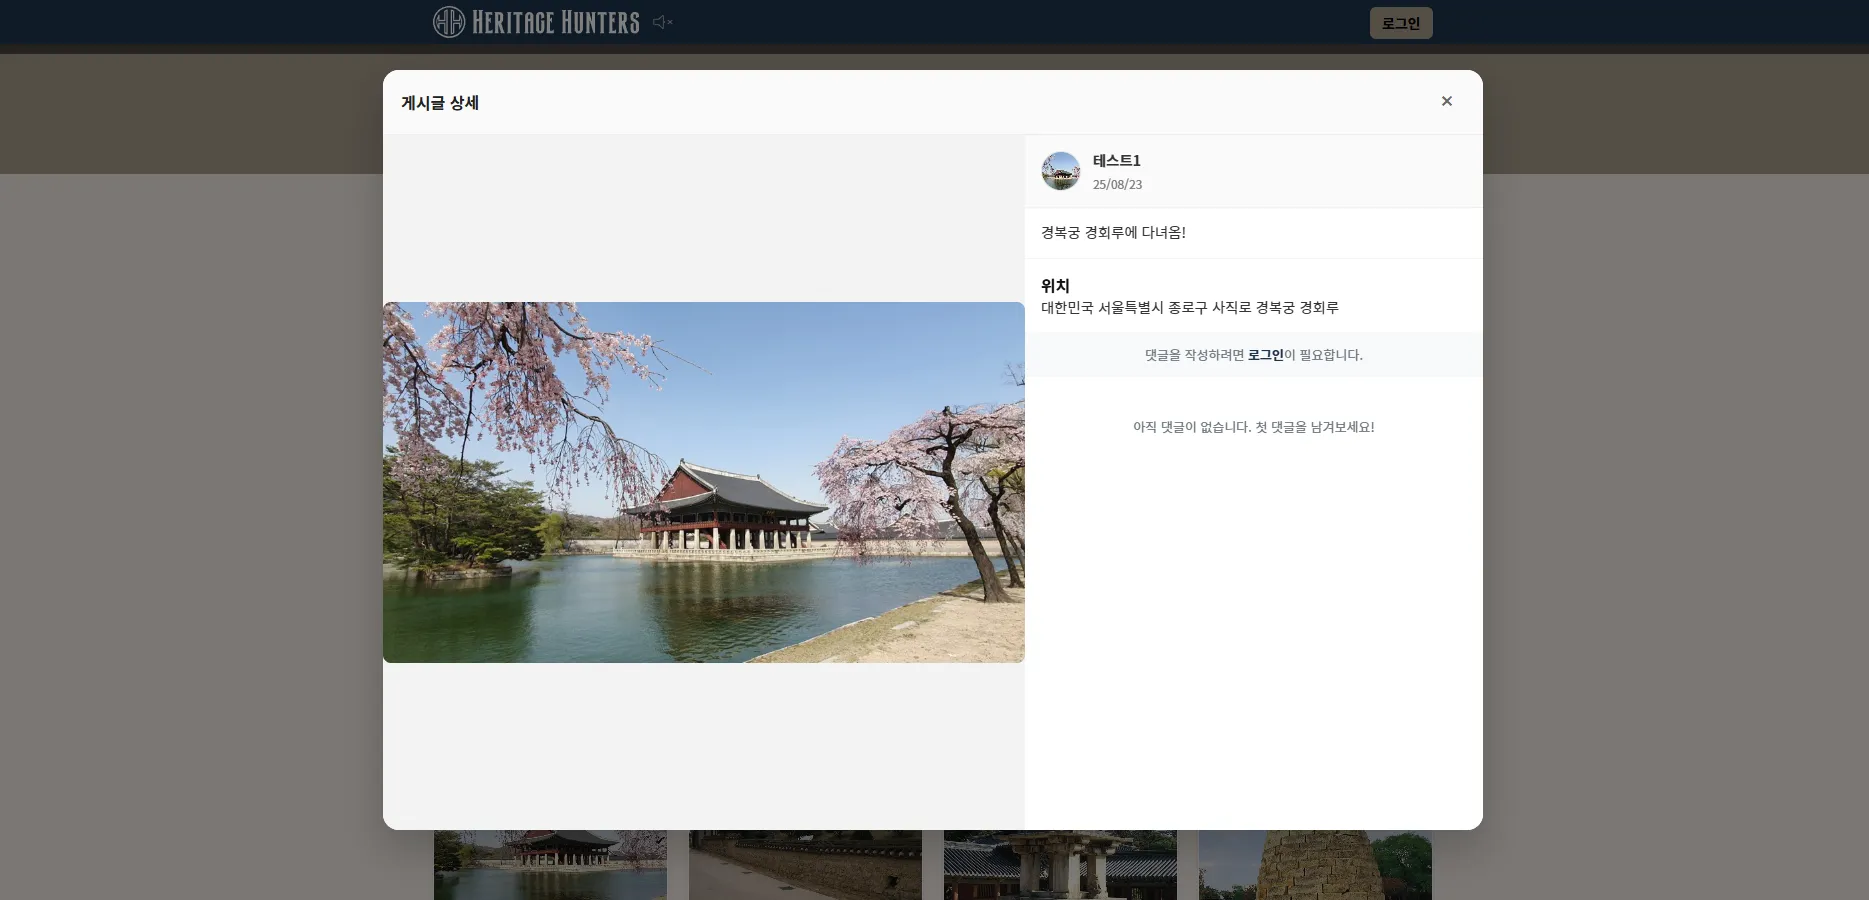 HERITAGE HUNTERS
로그인
게시글 상세
×
테스트1
25/08/23
경복궁 경회루에 다녀옴!
위치
대한민국 서울특별시 종로구 사직로 경복궁 경회루
댓글을 작성하려면 로그인이 필요합니다.
아직 댓글이 없습니다. 첫 댓글을 남겨보세요!